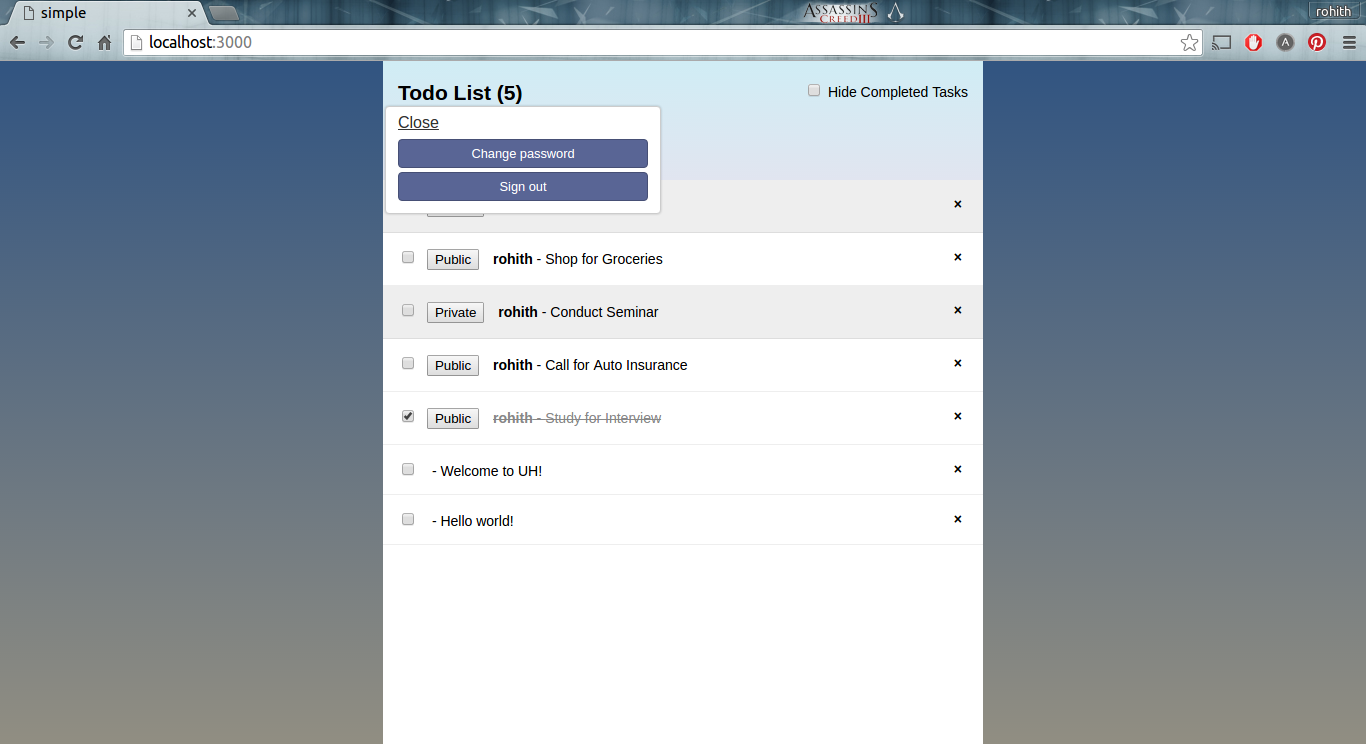 simple
ASSASSIN'S CREED III
rohith
localhost:3000
Todo List (5)
Hide Completed Tasks
Close
Change password
Sign out
×
Public rohith - Shop for Groceries ×
Private rohith - Conduct Seminar ×
Public rohith - Call for Auto Insurance ×
Public rohith - Study for Interview ×
- Welcome to UH! ×
- Hello world! ×